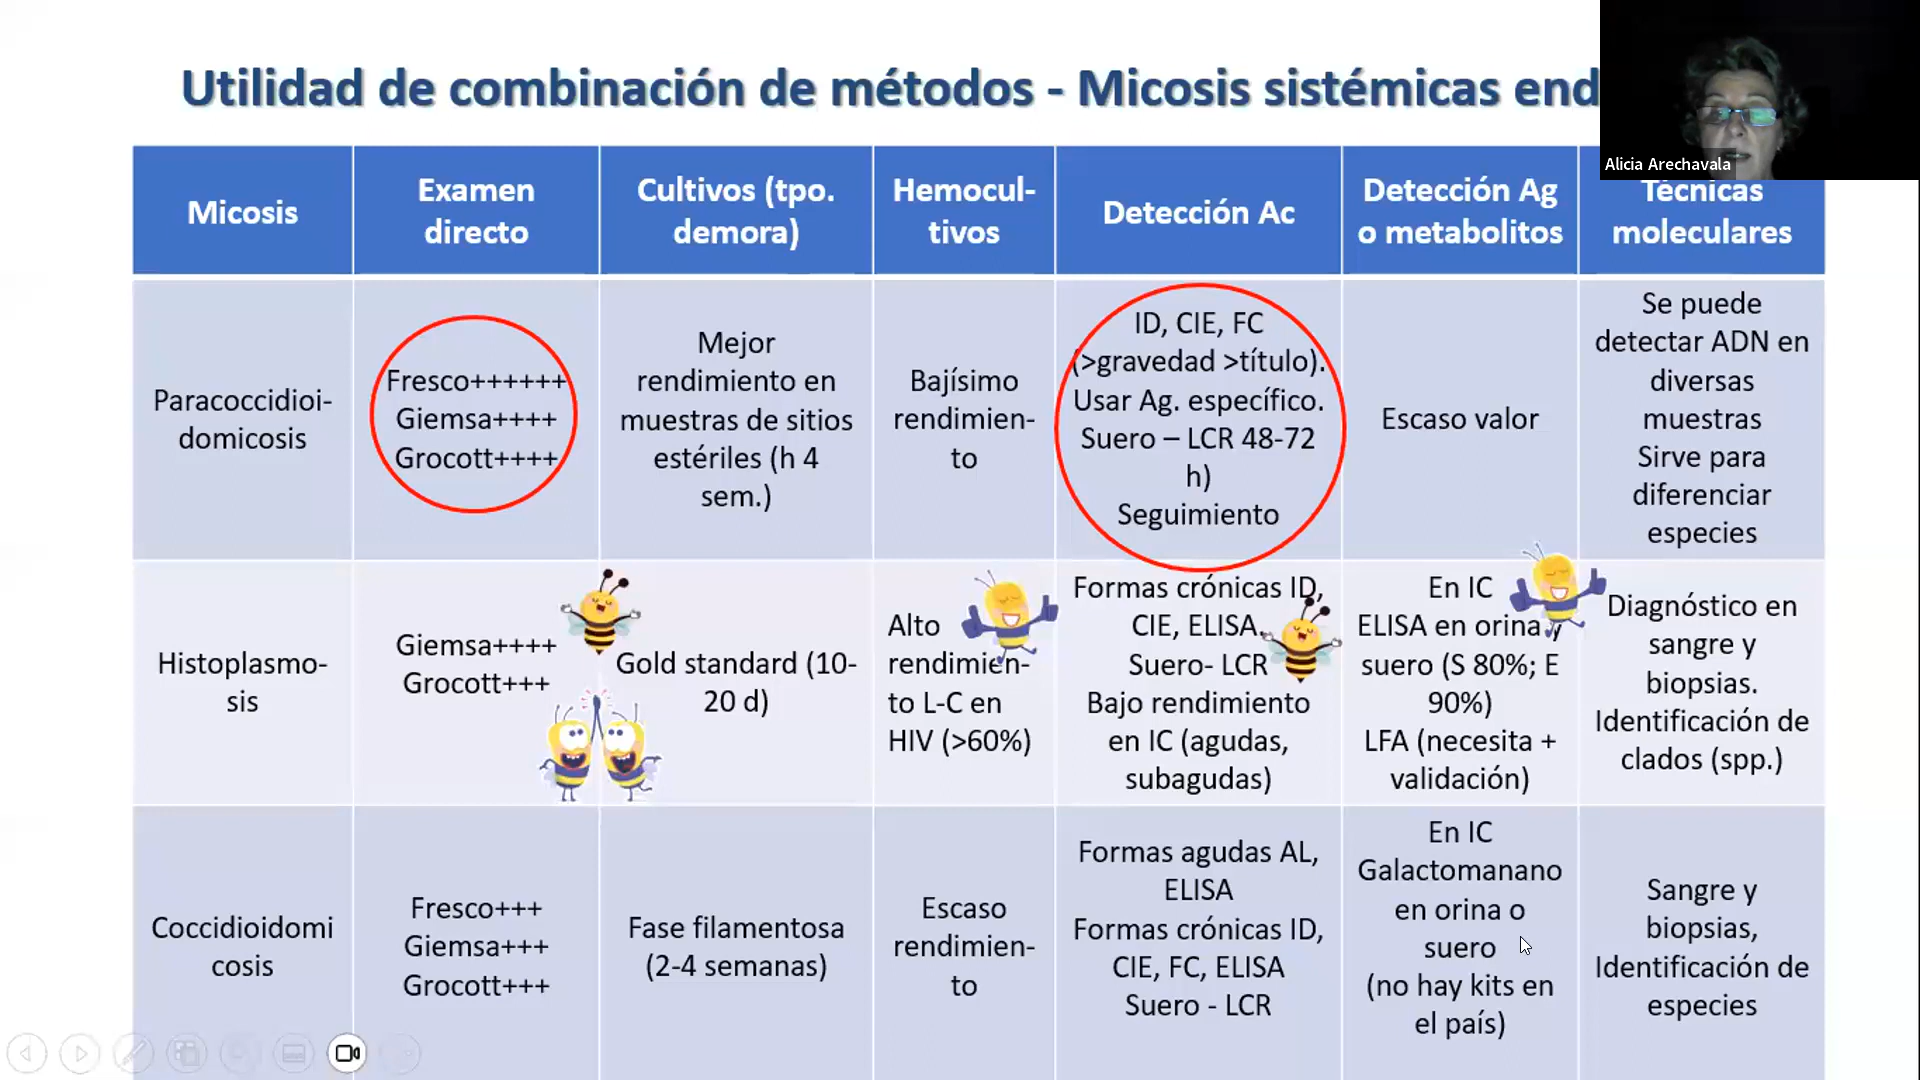 Utilidad de combinación de métodos - Micosis sistémicas end
Alicia Arechavala
Micosis
Examen
directo
Cultivos (tpo.
demora)
Hemocul-
tivos
Detección Ac
Detección Ag
o metabolitos
Técnicas
moleculares
Paracoccidioi-
domicosis
Fresco++++++
Giemsa++++
Grocott++++
Mejor
rendimiento en
muestras de sitios
estériles (h 4
sem.)
Bajísimo
rendimien-
to
ID, CIE, FC
(>gravedad >título).
Usar Ag. específico.
Suero – LCR 48-72
h)
Seguimiento
Escaso valor
Se puede
detectar ADN en
diversas
muestras
Sirve para
diferenciar
especies
Histoplasmo-
sis
Giemsa++++
Grocott+++
Gold standard (10-
20 d)
Alto
rendimien-
to L-C en
HIV (>60%)
Formas crónicas ID,
CIE, ELISA.
Suero- LCR
Bajo rendimiento
en IC (agudas,
subagudas)
En IC
ELISA en orina y
suero (S 80%; E
90%)
LFA (necesita +
validación)
Diagnóstico en
sangre y
biopsias.
Identificación de
clados (spp.)
Coccidioidomi
cosis
Fresco+++
Giemsa+++
Grocott+++
Fase filamentosa
(2-4 semanas)
Escaso
rendimien-
to
Formas agudas AL,
ELISA
Formas crónicas ID,
CIE, FC, ELISA
Suero - LCR
En IC
Galactomanano
en orina o
suero
(no hay kits en
el país)
Sangre y
biopsias,
Identificación de
especies